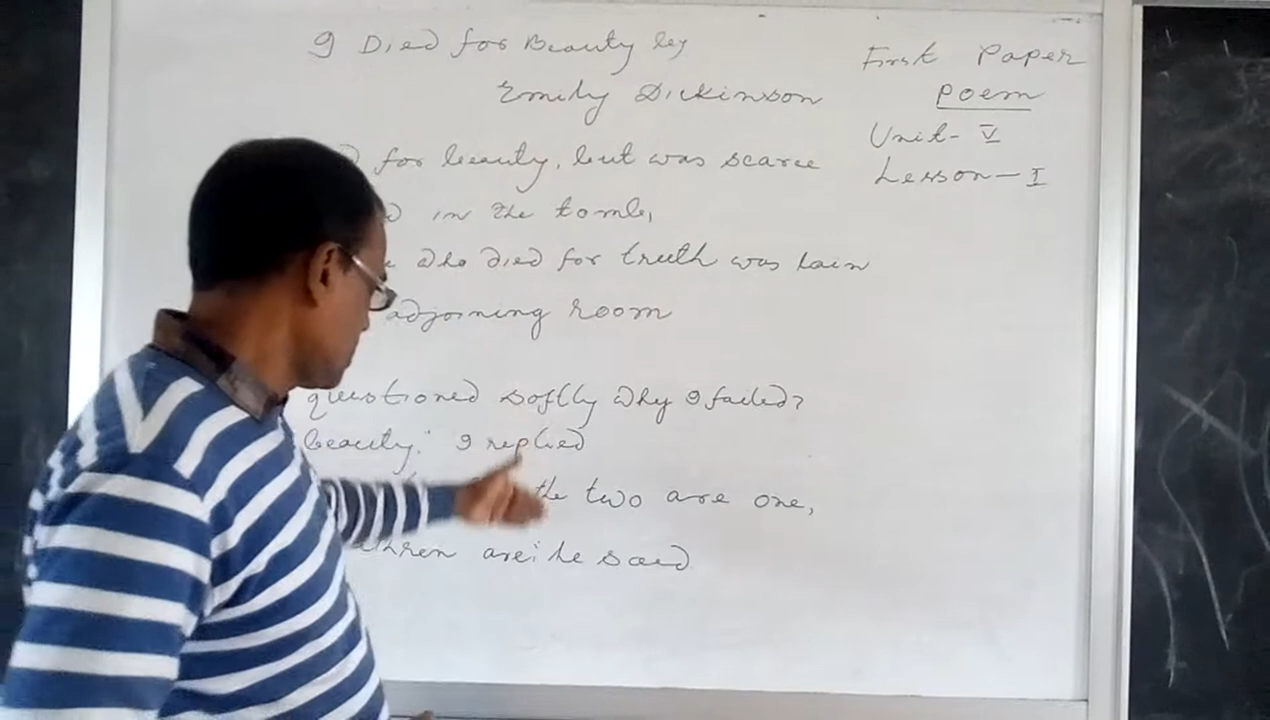 I Died for Beauty by
Emily Dickinson
First Paper
Poem
Unit - V
Lesson - I
for beauty, but was scarce
in the tomb,
who died for truth was lain
adjoining room
questioned softly why I failed?
beauty." I replied
the two are one,
are", he said